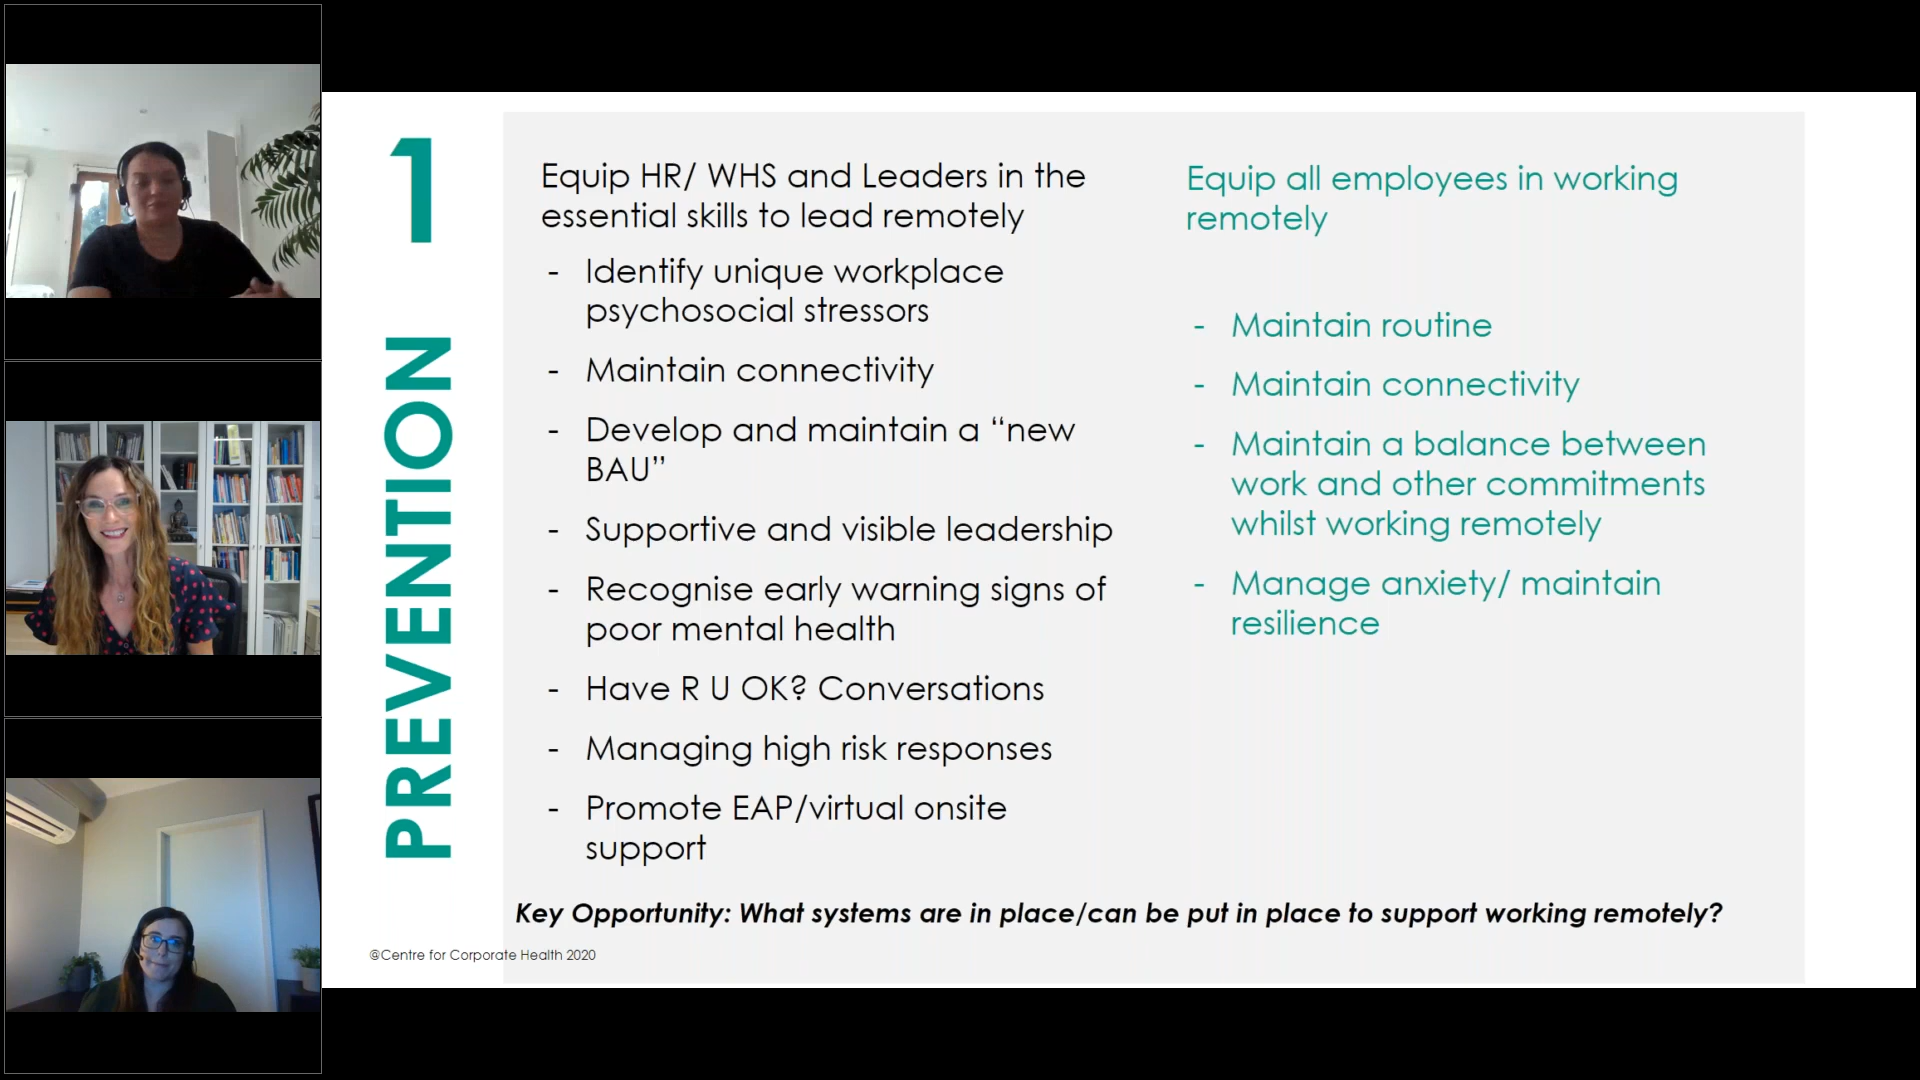 1
PREVENTION
Equip HR/ WHS and Leaders in the
essential skills to lead remotely
- Identify unique workplace
psychosocial stressors
- Maintain connectivity
- Develop and maintain a “new
BAU”
- Supportive and visible leadership
- Recognise early warning signs of
poor mental health
- Have R U OK? Conversations
- Managing high risk responses
- Promote EAP/virtual onsite
support
Equip all employees in working
remotely
- Maintain routine
- Maintain connectivity
- Maintain a balance between
work and other commitments
whilst working remotely
- Manage anxiety/ maintain
resilience
Key Opportunity: What systems are in place/can be put in place to support working remotely?
@Centre for Corporate Health 2020